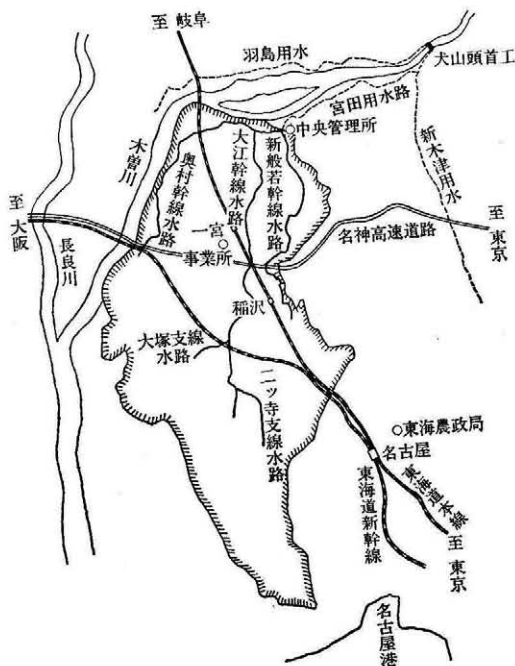 至岐阜
羽島用水
犬山頭首工
宮田用水路
中央管理所
新木津用水
木曽川
奥村幹線水路
大江幹線水路
新般若幹線水路
至大阪
長良川
一宮
事業所
名神高速道路
至東京
稲沢
大塚支線
水路
二ッ寺支線水路
東海農政局
名古屋
東海道新幹線
東海道本線
至東京
名古屋港